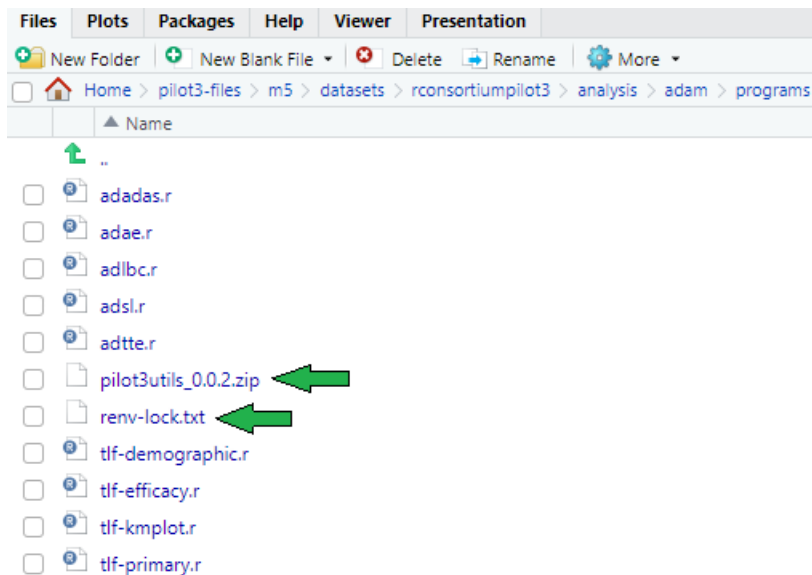 Files Plots Packages Help Viewer Presentation
New Folder New Blank File Delete Rename More
Home > pilot3-files > m5 > datasets > rconsortiumpilot3 > analysis > adam > programs
Name
..
adadas.r
adae.r
adlbc.r
adsl.r
adtte.r
pilot3utils_0.0.2.zip
renv-lock.txt
tlf-demographic.r
tlf-efficacy.r
tlf-kmplot.r
tlf-primary.r